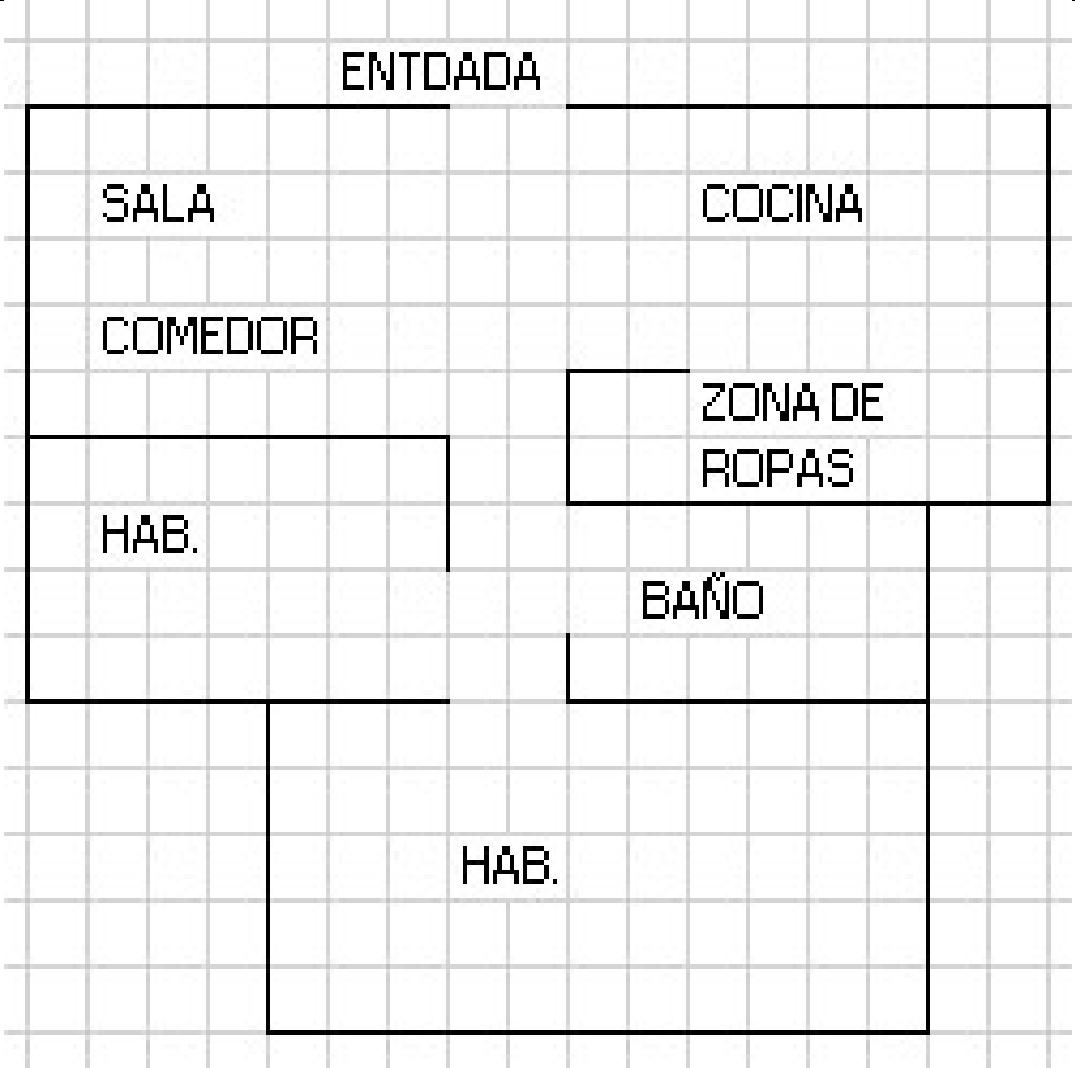 ENTDADA
SALA
COCINA
COMEDOR
ZONA DE
ROPAS
HAB.
BAÑO
HAB.